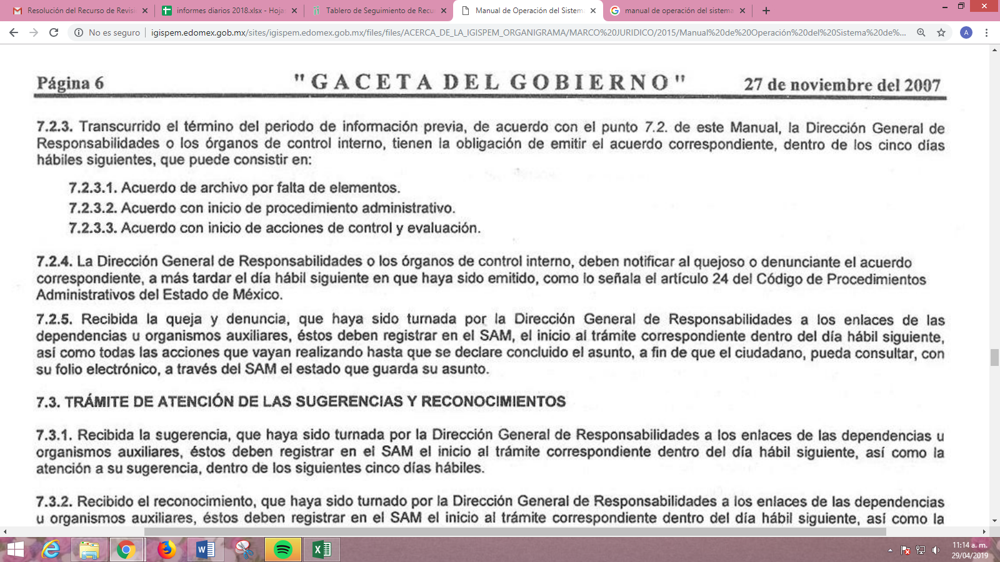 Resolución del Recurso de Revisi
informes diarios 2018.xlsx - Hoja
Tablero de Seguimiento de Recu
Manual de Operación del Sistema
manual de operación del sistema
No es seguro
igispem.edomex.gob.mx/sites/igispem.edomex.gob.mx/files/files/ACERCA_DE_LA_IGISPEM_ORGANIGRAMA/MARCO%20JURIDICO/2015/Manual%20de%20Operación%20del%20Sistema%20de%...
A
Página 6
"GACETA DEL GOBIERNO"
27 de noviembre del 2007
7.2.3. Transcurrido el término del periodo de información previa, de acuerdo con el punto 7.2. de este Manual, la Dirección General de
Responsabilidades o los órganos de control interno, tienen la obligación de emitir el acuerdo correspondiente, dentro de los cinco días
hábiles siguientes, que puede consistir en:
7.2.3.1. Acuerdo de archivo por falta de elementos.
7.2.3.2. Acuerdo con inicio de procedimiento administrativo.
7.2.3.3. Acuerdo con inicio de acciones de control y evaluación.
7.2.4. La Dirección General de Responsabilidades o los órganos de control interno, deben notificar al quejoso o denunciante el acuerdo
correspondiente, a más tardar el día hábil siguiente en que haya sido emitido, como lo señala el artículo 24 del Código de Procedimientos
Administrativos del Estado de México.
7.2.5. Recibida la queja y denuncia, que haya sido turnada por la Dirección General de Responsabilidades a los enlaces de las
dependencias u organismos auxiliares, éstos deben registrar en el SAM, el inicio al trámite correspondiente dentro del día hábil siguiente,
así como todas las acciones que vayan realizando hasta que se declare concluido el asunto, a fin de que el ciudadano, pueda consultar, con
su folio electrónico, a través del SAM el estado que guarda su asunto.
7.3. TRÁMITE DE ATENCIÓN DE LAS SUGERENCIAS Y RECONOCIMIENTOS
7.3.1. Recibida la sugerencia, que haya sido turnada por la Dirección General de Responsabilidades a los enlaces de las dependencias u
organismos auxiliares, éstos deben registrar en el SAM el inicio al trámite correspondiente dentro del día hábil siguiente, así como la
atención a su sugerencia, dentro de los siguientes cinco días hábiles.
7.3.2. Recibido el reconocimiento, que haya sido turnado por la Dirección General de Responsabilidades a los enlaces de las dependencias
u organismos auxiliares, éstos deben registrar en el SAM el inicio al trámite correspondiente dentro del día hábil siguiente, así como la
11:14 a. m.
29/04/2019